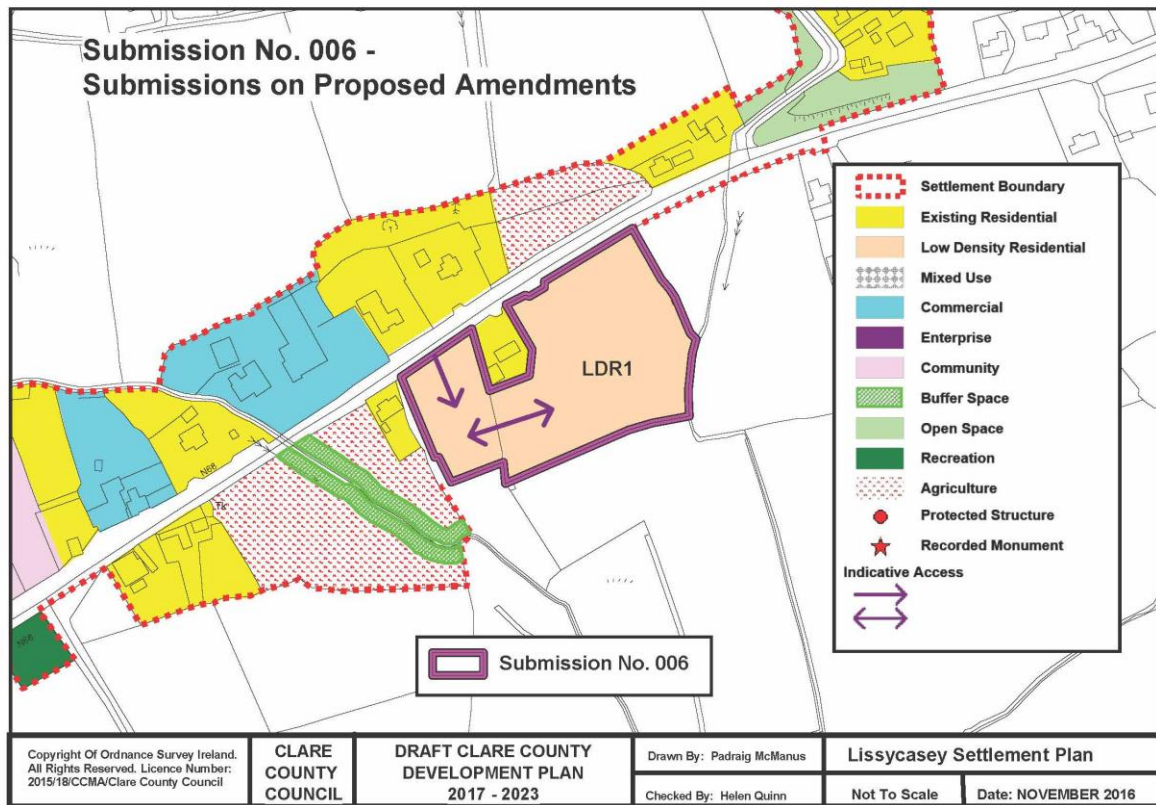 Submission No. 006 -
Submissions on Proposed Amendments
Settlement Boundary
Existing Residential
Low Density Residential
Mixed Use
Commercial
Enterprise
Community
Buffer Space
Open Space
Recreation
Agriculture
Protected Structure
Recorded Monument
Indicative Access
LDR1
N68
Tk
N68
Submission No. 006
Copyright Of Ordnance Survey Ireland.
All Rights Reserved. Licence Number:
2015/18/CCMA/Clare County Council
CLARE
COUNTY
COUNCIL
DRAFT CLARE COUNTY
DEVELOPMENT PLAN
2017 - 2023
Drawn By: Padraig McManus
Checked By: Helen Quinn
Lissycasey Settlement Plan
Not To Scale
Date: NOVEMBER 2016